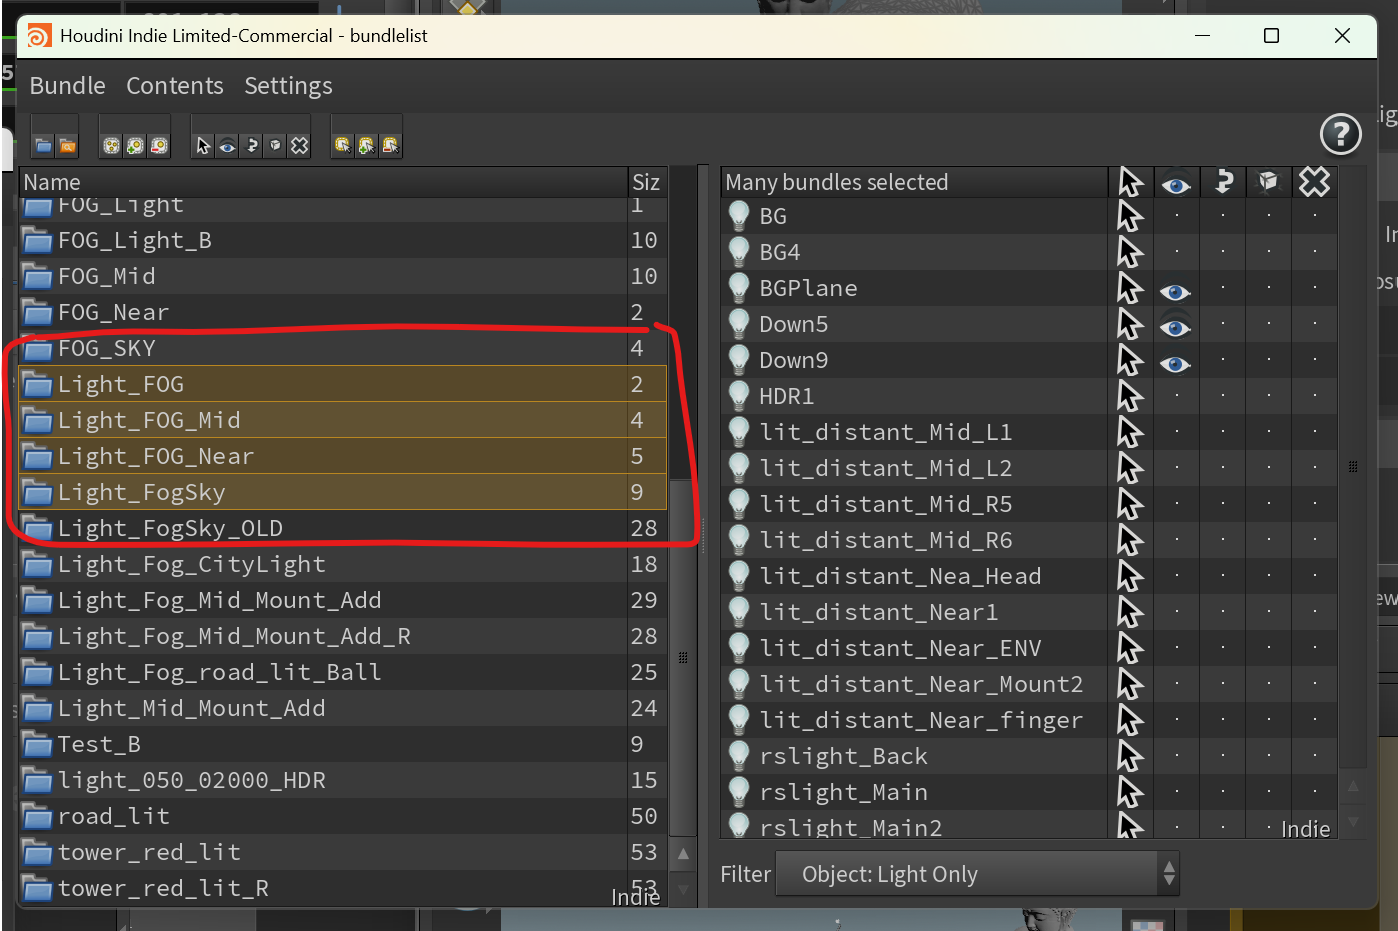 Houdini Indie Limited-Commercial - bundlelist
Bundle Contents Settings
?
Name Siz
FOG_Light 1
FOG_Light_B 10
FOG_Mid 10
FOG_Near 2
FOG_SKY 4
Light_FOG 2
Light_FOG_Mid 4
Light_FOG_Near 5
Light_FogSky 9
Light_FogSky_OLD 28
Light_Fog_CityLight 18
Light_Fog_Mid_Mount_Add 29
Light_Fog_Mid_Mount_Add_R 28
Light_Fog_road_lit_Ball 25
Light_Mid_Mount_Add 24
Test_B 9
light_050_02000_HDR 15
road_lit 50
tower_red_lit 53
tower_red_lit_R 53
Indie
Many bundles selected
BG
BG4
BGPlane
Down5
Down9
HDR1
lit_distant_Mid_L1
lit_distant_Mid_L2
lit_distant_Mid_R5
lit_distant_Mid_R6
lit_distant_Nea_Head
lit_distant_Near1
lit_distant_Near_ENV
lit_distant_Near_Mount2
lit_distant_Near_finger
rslight_Back
rslight_Main
rslight_Main2
Indie
Filter Object: Light Only